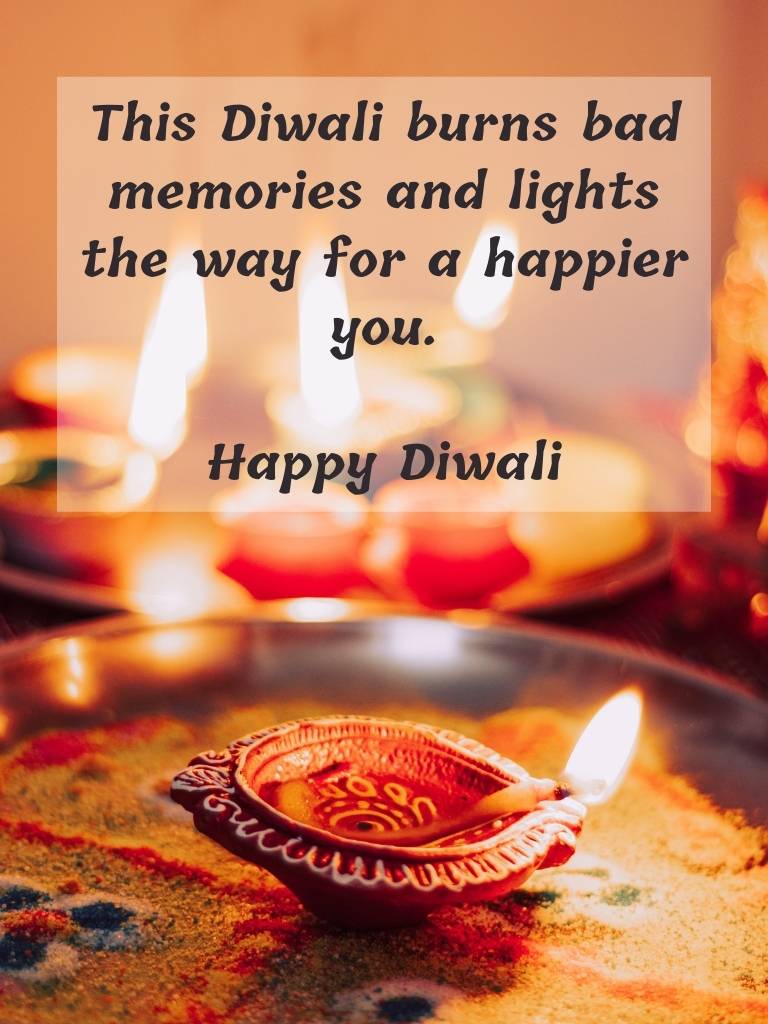 This Diwali burns bad
memories and lights
the way for a happier
you.
Happy Diwali